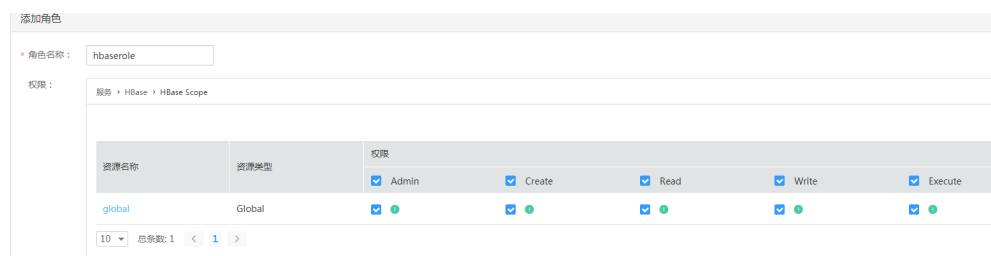 添加角色
* 角色名称： hbaserole
权限：
服务 › HBase › HBase Scope
资源名称 资源类型 权限
Admin Create Read Write Execute
global Global
10 总条数: 1 < 1 >